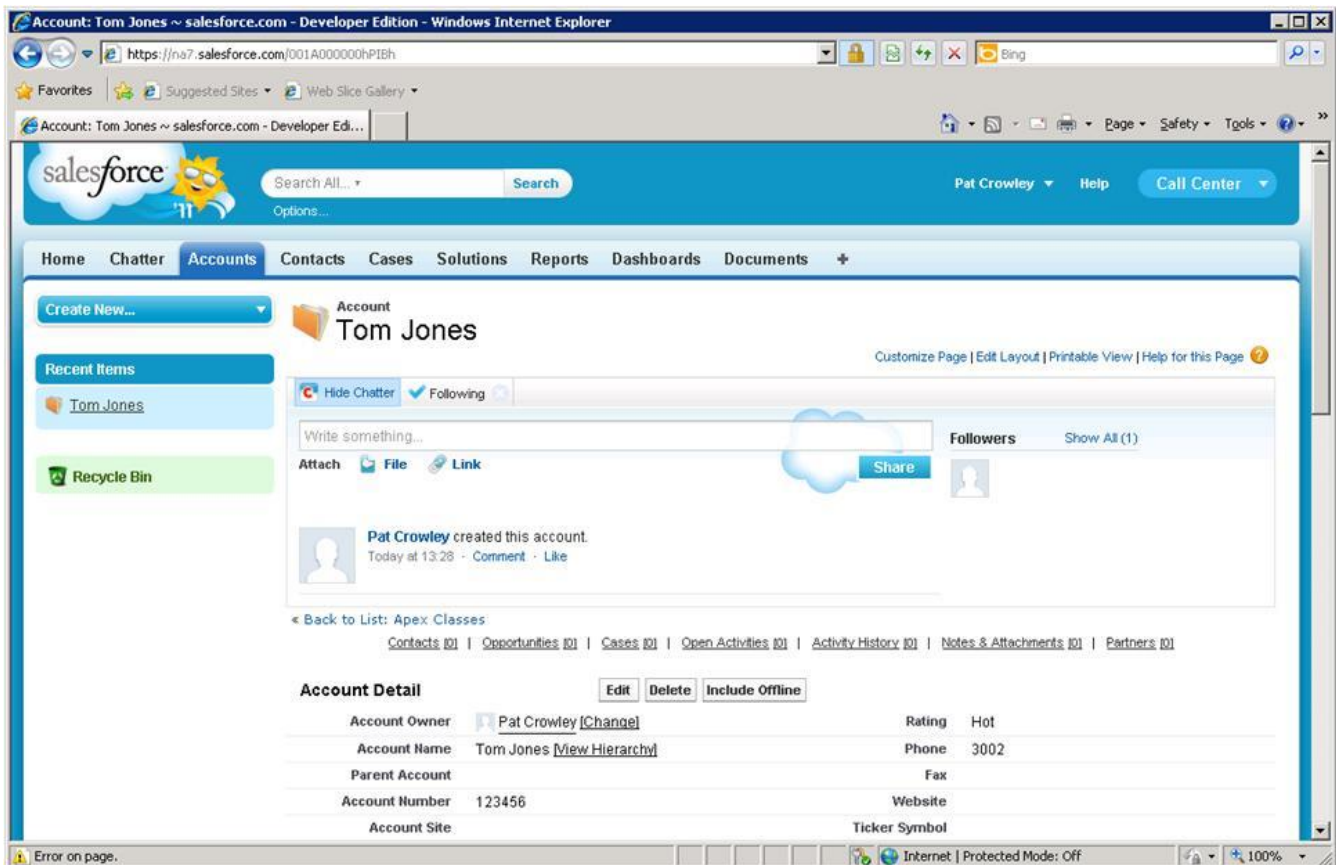 Account: Tom Jones ~ salesforce.com - Developer Edition - Windows Internet Explorer
https://na7.salesforce.com/001A000000hPIBh
Bing
Favorites Suggested Sites Web Slice Gallery
Account: Tom Jones ~ salesforce.com - Developer Edi... Page Safety Tools »
salesforce '11
Search All... Search
Options...
Pat Crowley Help Call Center
Home Chatter Accounts Contacts Cases Solutions Reports Dashboards Documents +
Create New...
Recent Items
Tom Jones
Recycle Bin
Account
Tom Jones
Customize Page | Edit Layout | Printable View | Help for this Page ?
Hide Chatter Following
Write something...
Attach File Link Share
Followers Show All (1)
Pat Crowley created this account.
Today at 13:28 · Comment · Like
« Back to List: Apex Classes
Contacts [0] | Opportunities [0] | Cases [0] | Open Activities [0] | Activity History [0] | Notes & Attachments [0] | Partners [0]
Account Detail Edit Delete Include Offline
Account Owner Pat Crowley [Change] Rating Hot
Account Name Tom Jones [View Hierarchy] Phone 3002
Parent Account Fax
Account Number 123456 Website
Account Site Ticker Symbol
Error on page. Internet | Protected Mode: Off 100%